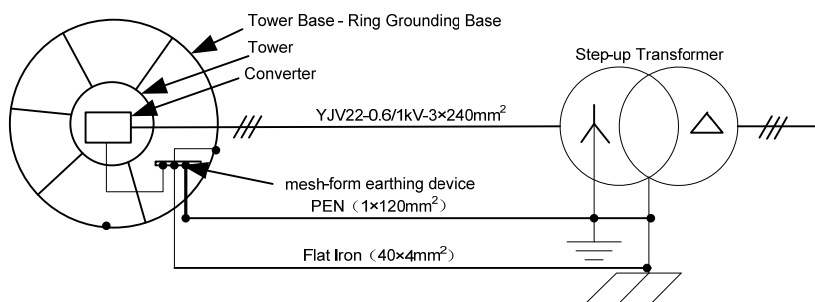 Tower Base - Ring Grounding Base
Tower
Step-up Transformer
Converter
YJV22-0.6/1kV-3×240mm²
mesh-form earthing device
PEN（1×120mm²）
Flat Iron（40×4mm²）